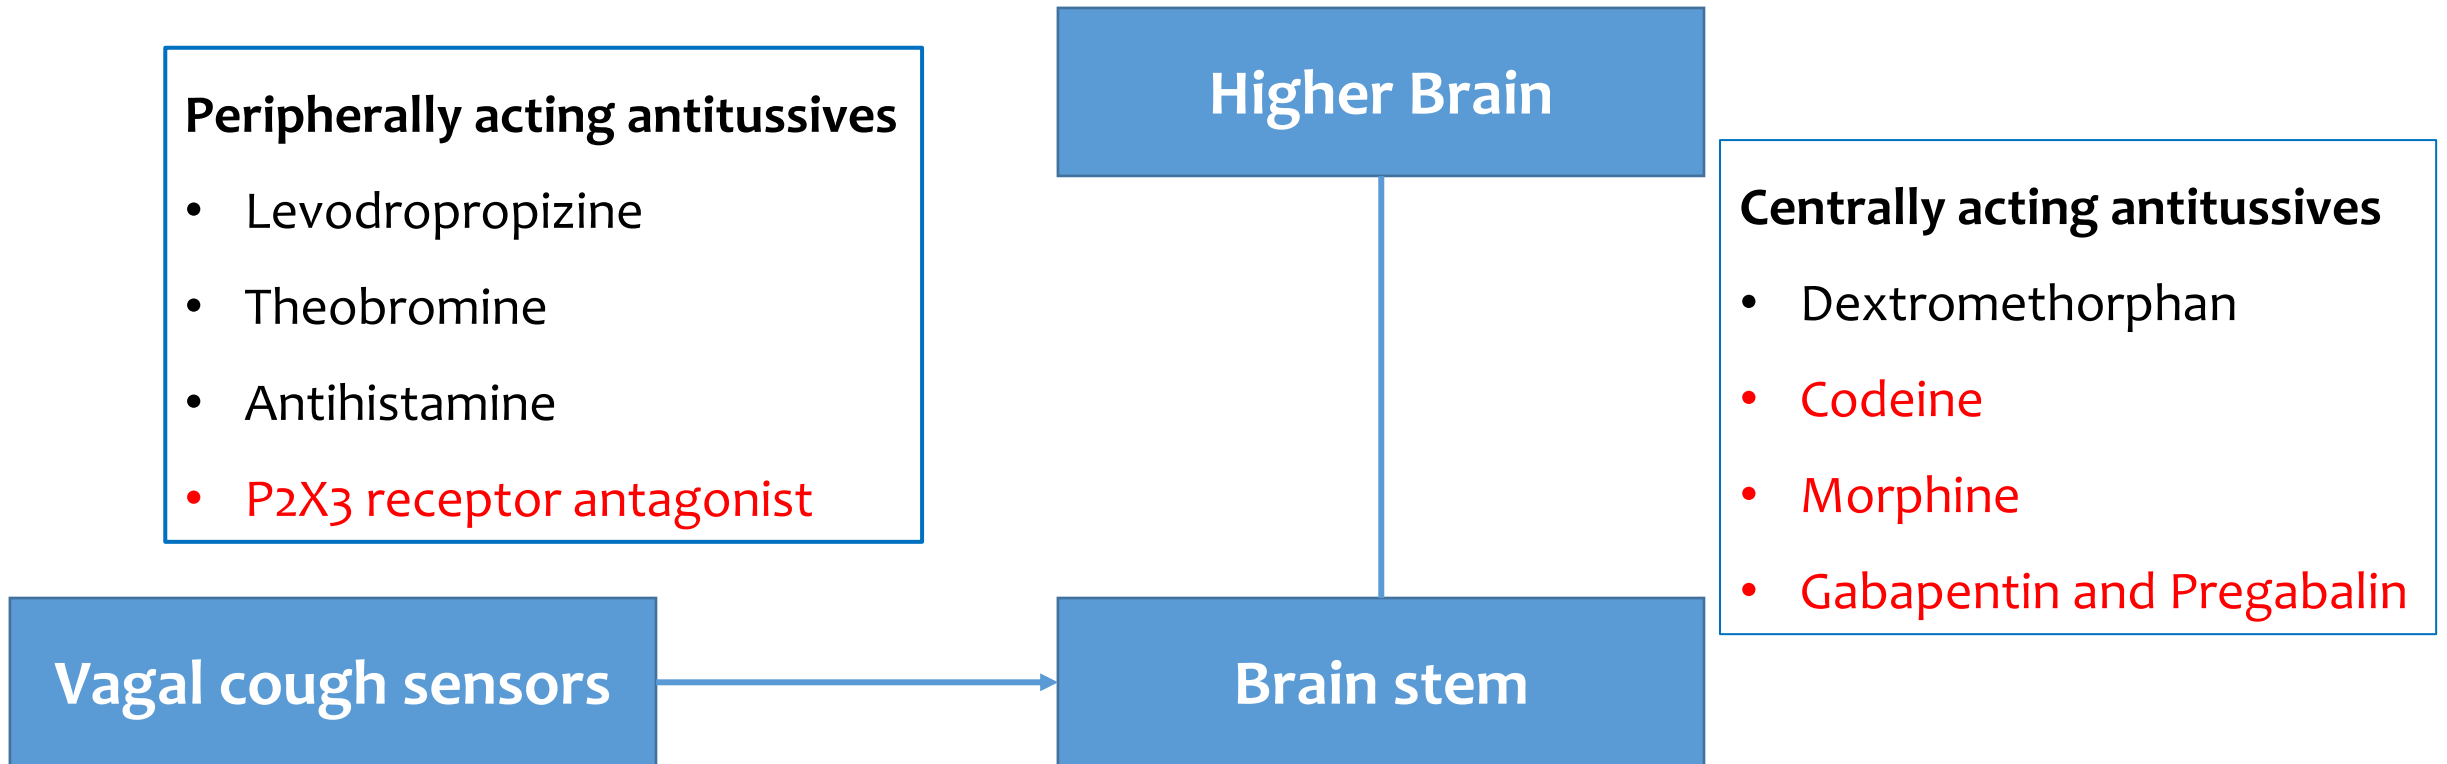 Peripherally acting antitussives
• Levodropropizine
• Theobromine
• Antihistamine
• P2X3 receptor antagonist
Higher Brain
Centrally acting antitussives
• Dextromethorphan
• Codeine
• Morphine
• Gabapentin and Pregabalin
Vagal cough sensors
Brain stem